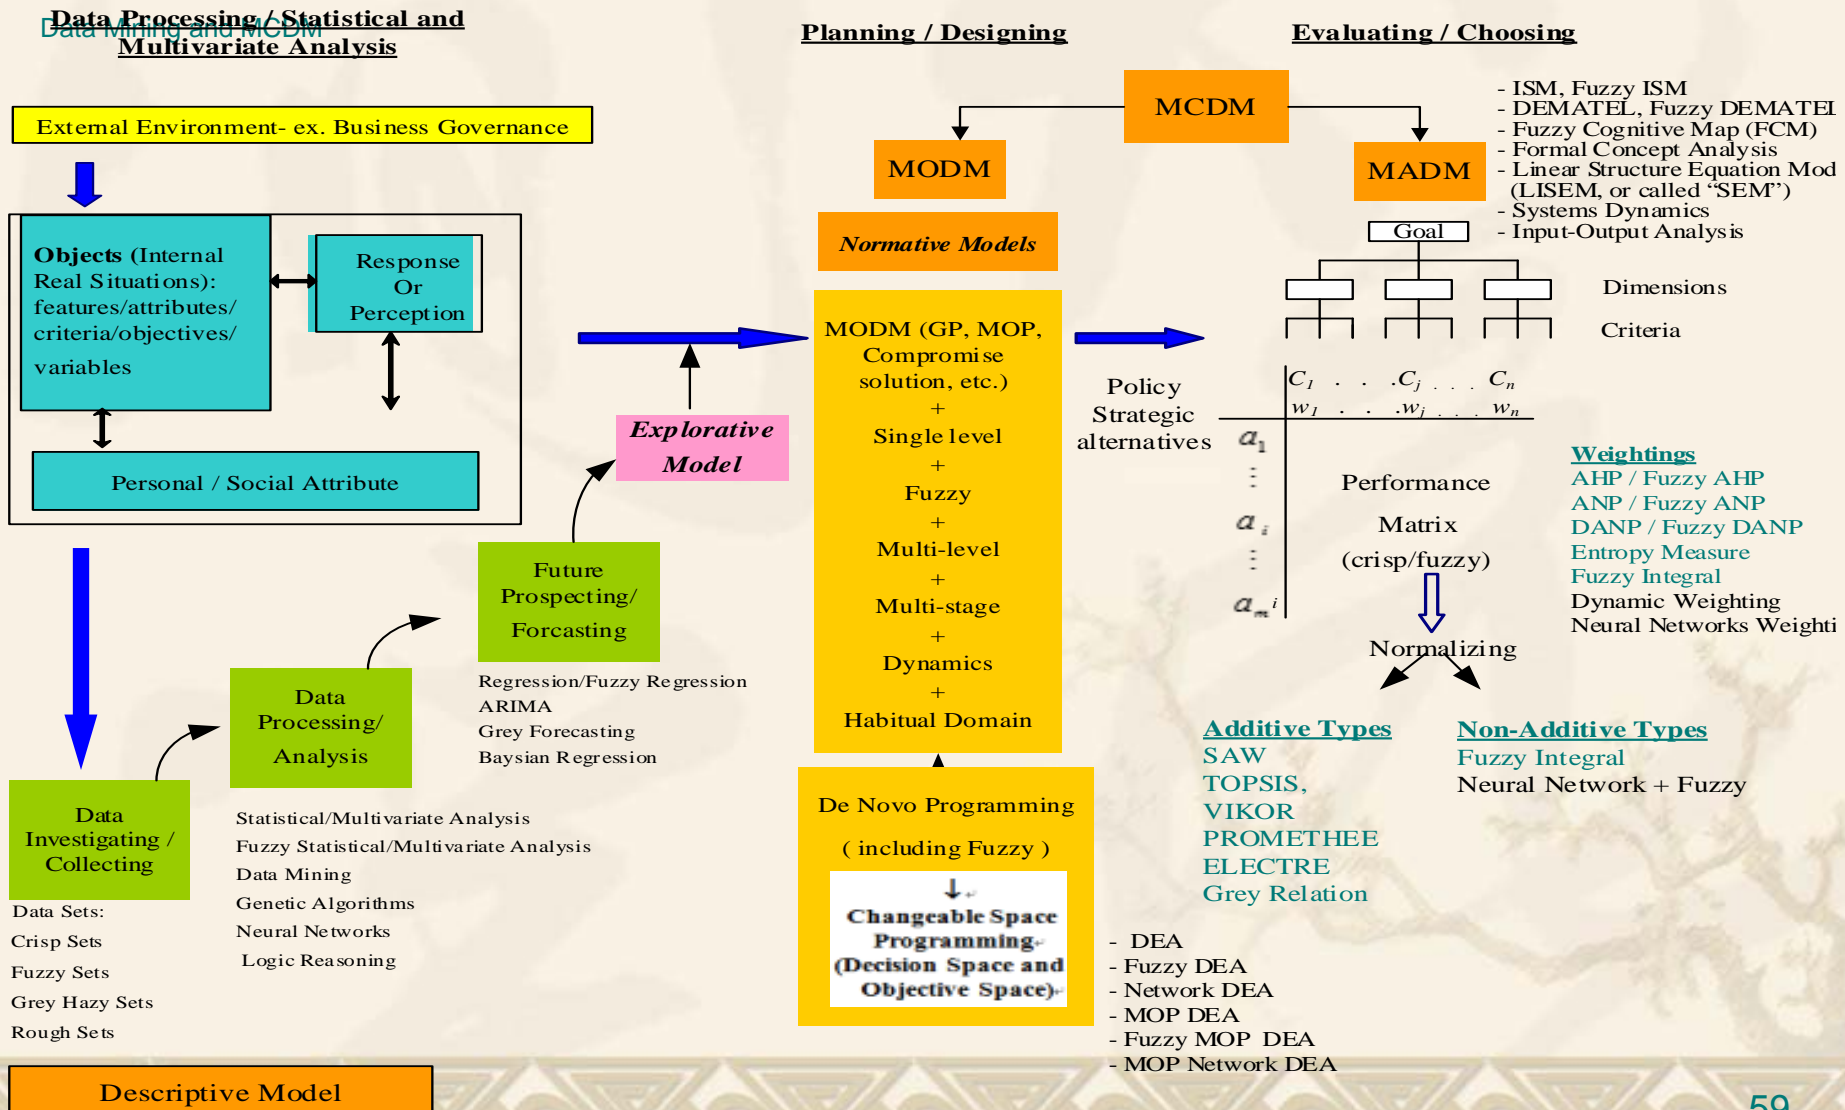 Data Processing / Statistical and
Multivariate Analysis
Data Mining and MCDM
Planning / Designing
Evaluating / Choosing
External Environment- ex. Business Governance
Objects (Internal
Real Situations):
features/attributes/
criteria/objectives/
variables
Response
Or
Perception
Personal / Social Attribute
Explorative
Model
Future
Prospecting/
Forcasting
Regression/Fuzzy Regression
ARIMA
Grey Forecasting
Baysian Regression
Data
Processing/
Analysis
Statistical/Multivariate Analysis
Fuzzy Statistical/Multivariate Analysis
Data Mining
Genetic Algorithms
Neural Networks
Logic Reasoning
Data
Investigating /
Collecting
Data Sets:
Crisp Sets
Fuzzy Sets
Grey Hazy Sets
Rough Sets
Descriptive Model
MCDM
MODM
MADM
Normative Models
MODM (GP, MOP,
Compromise
solution, etc.)
+
Single level
+
Fuzzy
+
Multi-level
+
Multi-stage
+
Dynamics
+
Habitual Domain
De Novo Programming
( including Fuzzy )
↓
Changeable Space
Programming
(Decision Space and
Objective Space)
- DEA
- Fuzzy DEA
- Network DEA
- MOP DEA
- Fuzzy MOP DEA
- MOP Network DEA
- ISM, Fuzzy ISM
- DEMATEL, Fuzzy DEMATEL
- Fuzzy Cognitive Map (FCM)
- Formal Concept Analysis
- Linear Structure Equation Mod
(LISEM, or called “SEM”)
- Systems Dynamics
- Input-Output Analysis
Goal
Dimensions
Criteria
Policy
Strategic
alternatives
C1 . . .Cj . . . Cn
w1 . . .wj . . . wn
a1
⋮
ai
⋮
am i
Performance
Matrix
(crisp/fuzzy)
Normalizing
Weightings
AHP / Fuzzy AHP
ANP / Fuzzy ANP
DANP / Fuzzy DANP
Entropy Measure
Fuzzy Integral
Dynamic Weighting
Neural Networks Weighti
Additive Types
SAW
TOPSIS,
VIKOR
PROMETHEE
ELECTRE
Grey Relation
Non-Additive Types
Fuzzy Integral
Neural Network + Fuzzy
59